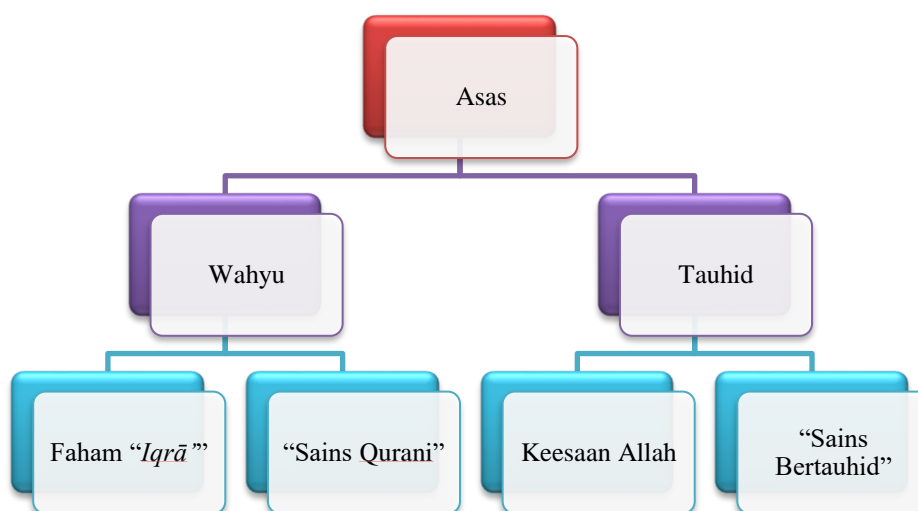 Asas
Wahyu
Tauhid
Faham “Iqrā’”
“Sains Qurani”
Keesaan Allah
“Sains
Bertauhid”